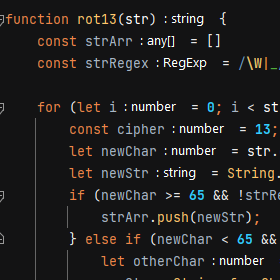 function rot13(str) : string {
const strArr : any[] = []
const strRegex : RegExp = /\W|_
for (let i : number = 0; i < st
const cipher : number = 13;
let newChar : number = str.
let newStr : string = String.
if (newChar >= 65 && !strRe
strArr.push(newStr);
} else if (newChar < 65 &&
let otherChar : number